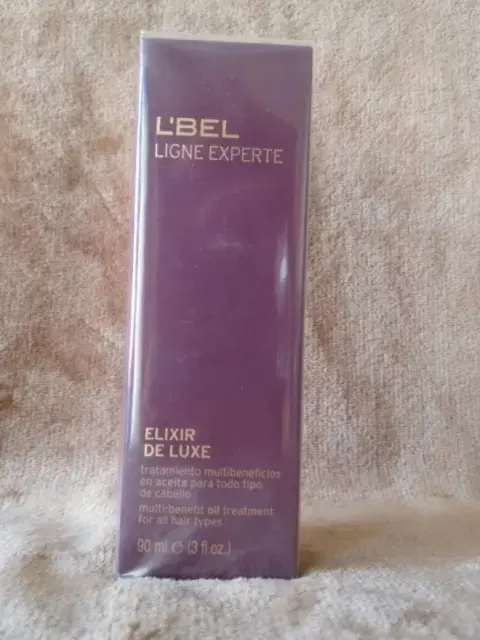 L'BEL
LIGNE EXPERTE
ELIXIR
DE LUXE
tratamiento multibeneficios
en aceite para todo tipo
de cabello
multi-benefit oil treatment
for all hair types
90 ml ℮ (3 fl oz.)